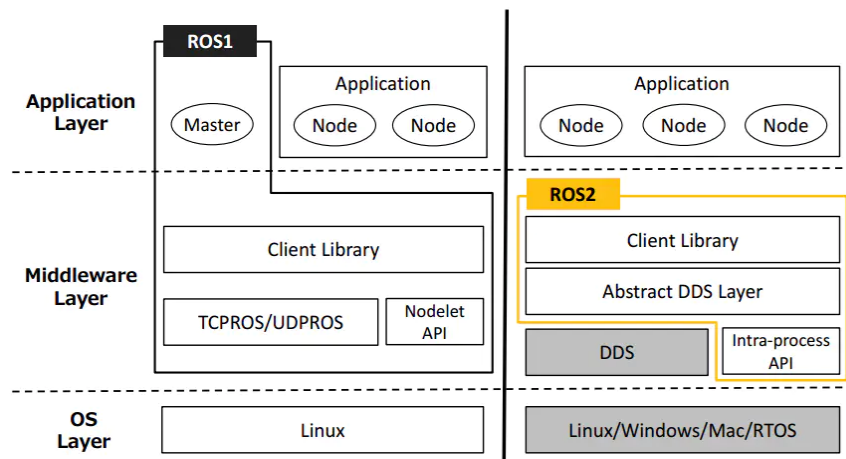 ROS1
Application
Layer
Master
Application
Node
Node
Application
Node
Node
Node
Middleware
Layer
Client Library
TCPROS/UDPROS
Nodelet
API
ROS2
Client Library
Abstract DDS Layer
DDS
Intra-process
API
OS
Layer
Linux
Linux/Windows/Mac/RTOS